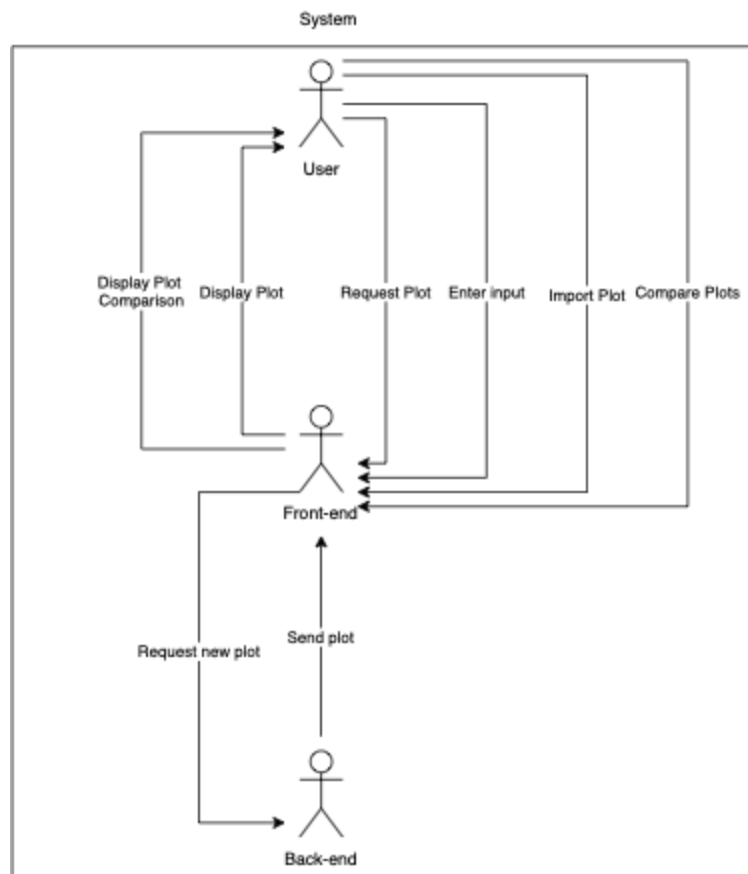 System
User
Display Plot
Comparison
Display Plot
Request Plot
Enter input
Import Plot
Compare Plots
Front-end
Request new plot
Send plot
Back-end